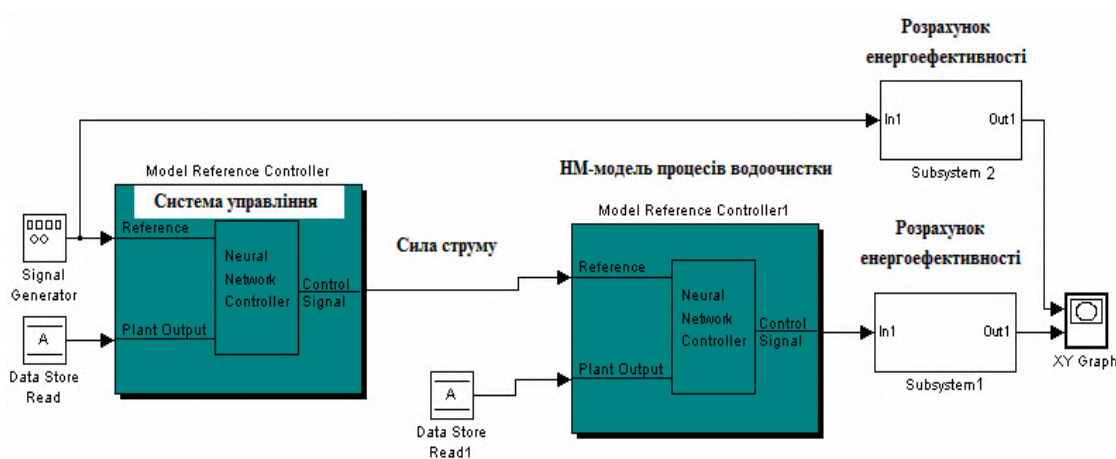 Розрахунок
енергоефективності
In1
Out1
Subsystem 2
Model Reference Controller
Система управління
Reference
Neural
Network
Controller
Control
Signal
Plant Output
Signal
Generator
A
Data Store
Read
Сила струму
НМ-модель процесів водоочистки
Model Reference Controller1
Reference
Neural
Network
Controller
Control
Signal
Plant Output
A
Data Store
Read1
Розрахунок
енергоефективності
In1
Out1
Subsystem1
XY Graph